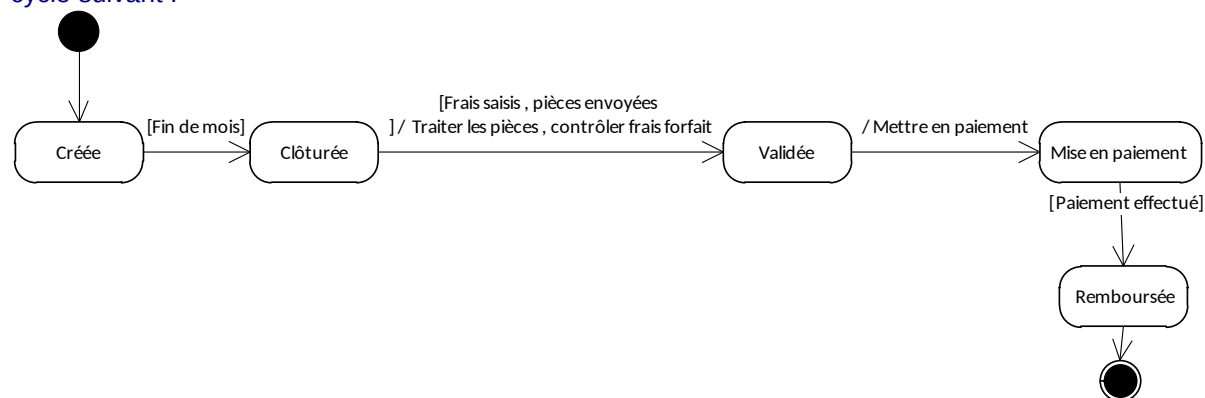 cycle suivant :
[Frais saisis , pièces envoyées
[Fin de mois]
] / Traiter les pièces , contrôler frais forfait
/ Mettre en paiement
Créée
Clôturée
Validée
Mise en paiement
[Paiement effectué]
Remboursée